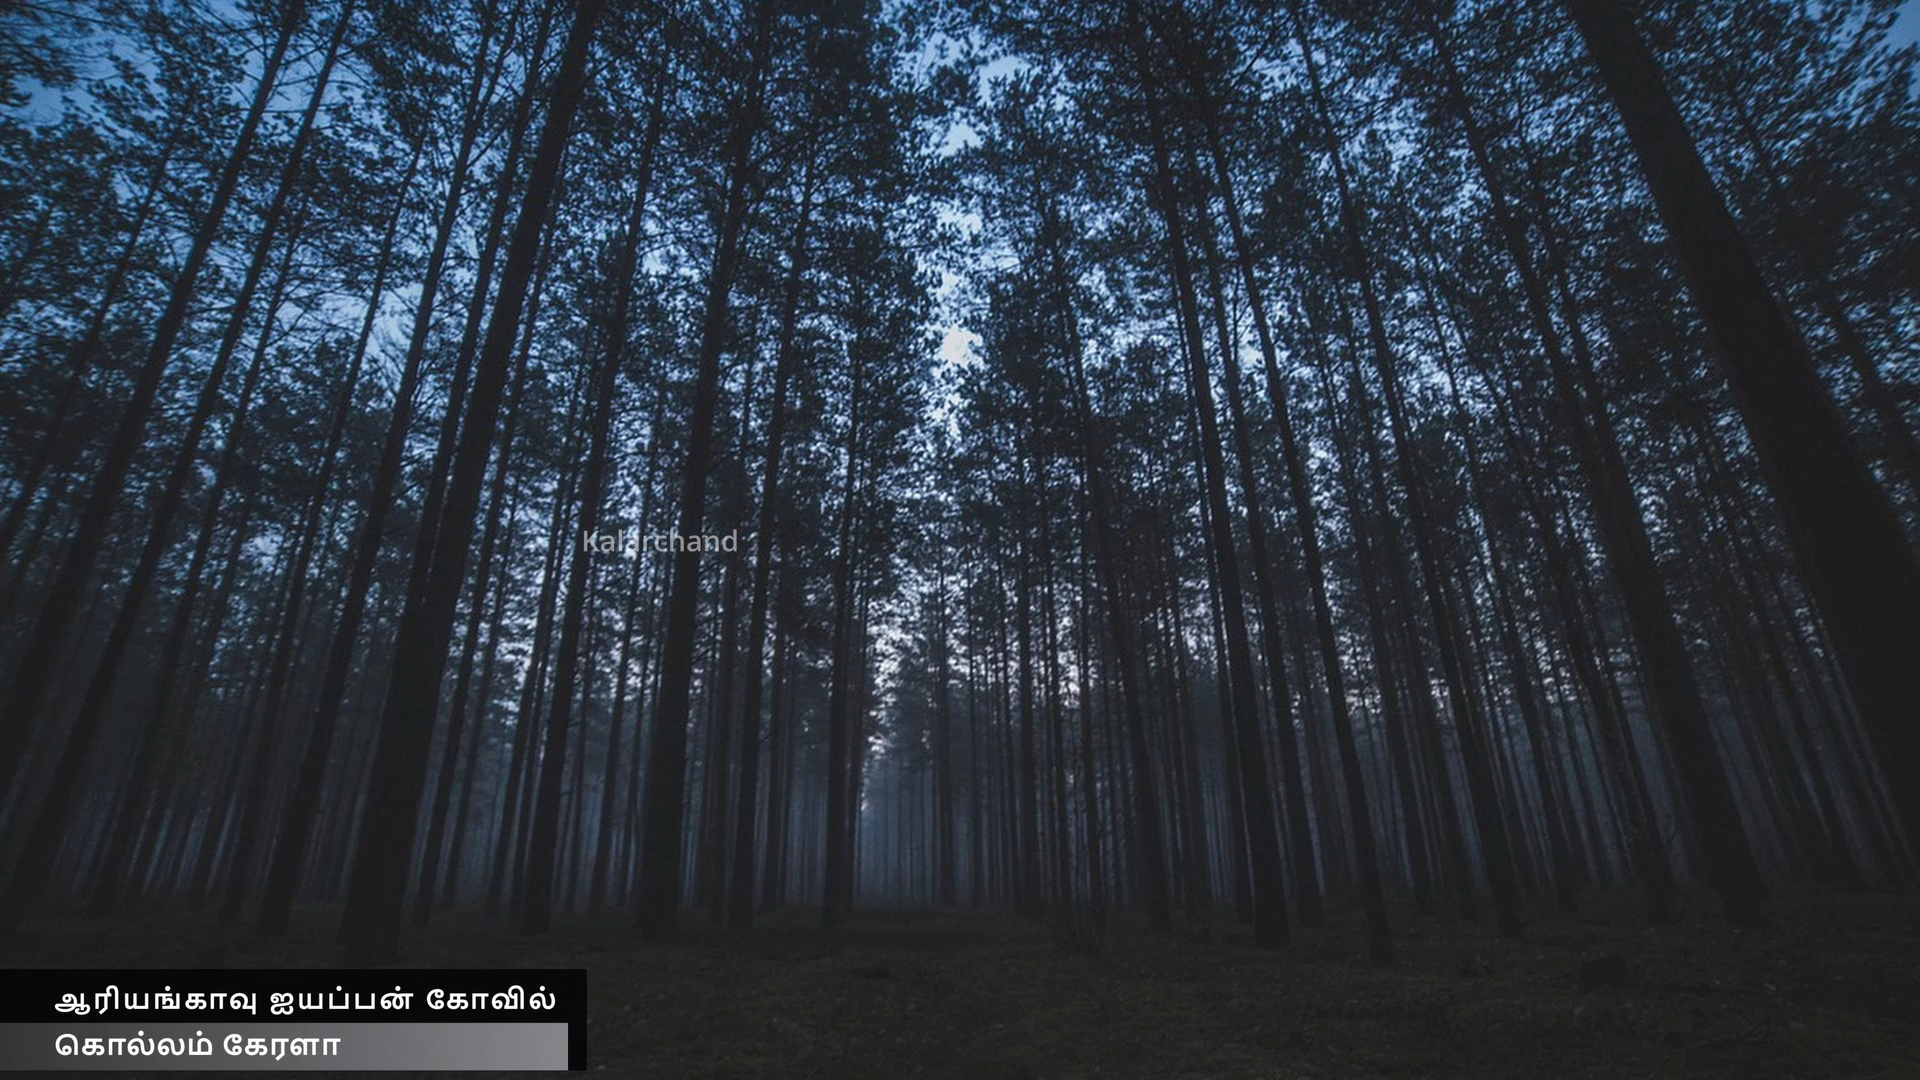 Kalarchand
ஆரியங்காவு ஐயப்பன் கோவில்
கொல்லம் கேரளா